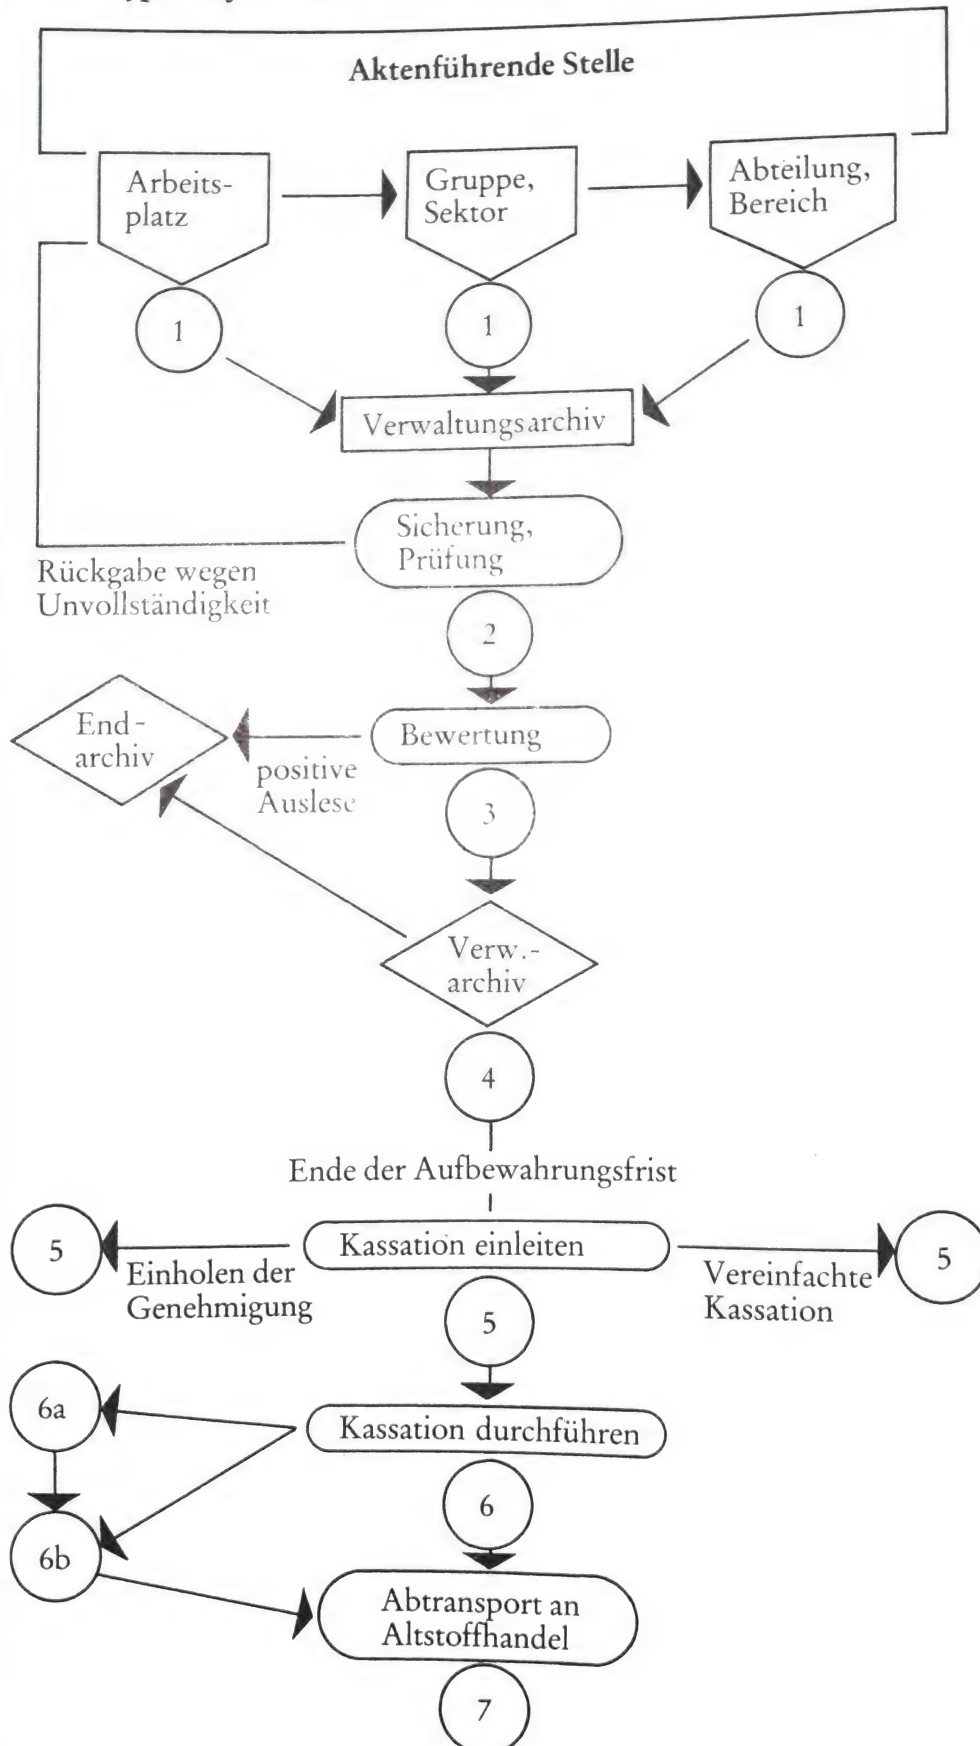 Aktenführende Stelle
Arbeits-
platz
Gruppe,
Sektor
Abteilung,
Bereich
1
1
1
Verwaltungsarchiv
Sicherung,
Prüfung
Rückgabe wegen
Unvollständigkeit
2
End-
archiv
Bewertung
positive
Auslese
3
Verw.-
archiv
4
Ende der Aufbewahrungsfrist
5
Kassation einleiten
5
Einholen der
Genehmigung
Vereinfachte
Kassation
5
6a
Kassation durchführen
6
6b
Abtransport an
Altstoffhandel
7